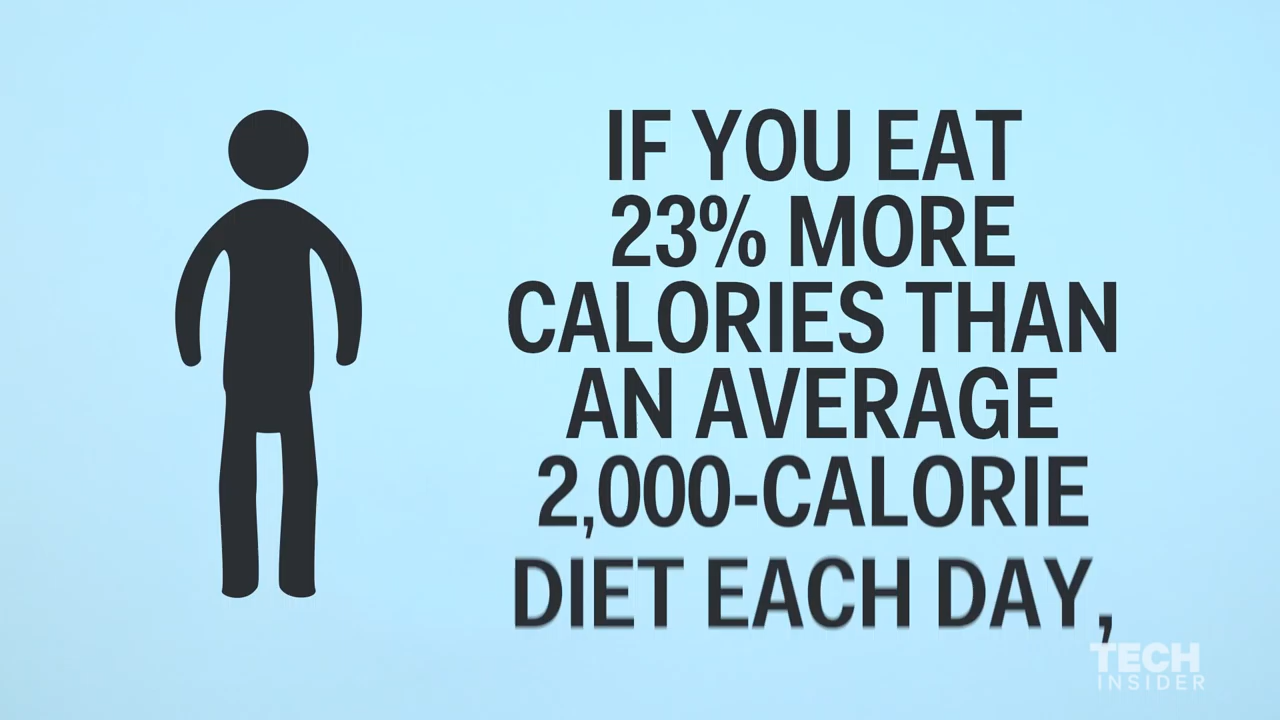 IF YOU EAT
23% MORE
CALORIES THAN
AN AVERAGE
2,000-CALORIE
DIET EACH DAY,
TECH
INSIDER